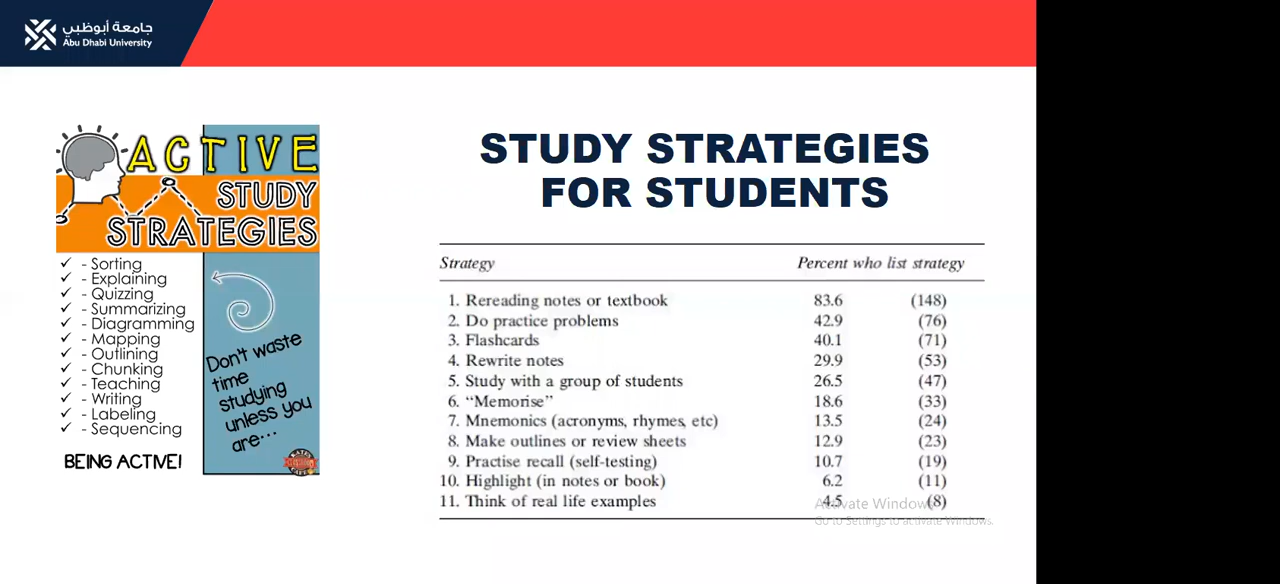 جامعة أبوظبي
Abu Dhabi University
ACTIVE
STUDY
STRATEGIES
✓ - Sorting
✓ - Explaining
✓ - Quizzing
✓ - Summarizing
✓ - Diagramming
✓ - Mapping
✓ - Outlining
✓ - Chunking
✓ - Teaching
✓ - Writing
✓ - Labeling
✓ - Sequencing
BEING ACTIVE!
Don't waste
time
studying
unless you
are...
STUDY STRATEGIES
FOR STUDENTS
Strategy Percent who list strategy
1. Rereading notes or textbook 83.6 (148)
2. Do practice problems 42.9 (76)
3. Flashcards 40.1 (71)
4. Rewrite notes 29.9 (53)
5. Study with a group of students 26.5 (47)
6. “Memorise” 18.6 (33)
7. Mnemonics (acronyms, rhymes, etc) 13.5 (24)
8. Make outlines or review sheets 12.9 (23)
9. Practise recall (self-testing) 10.7 (19)
10. Highlight (in notes or book) 6.2 (11)
11. Think of real life examples 4.5 (8)
Activate Windows
Go to Settings to activate Windows.